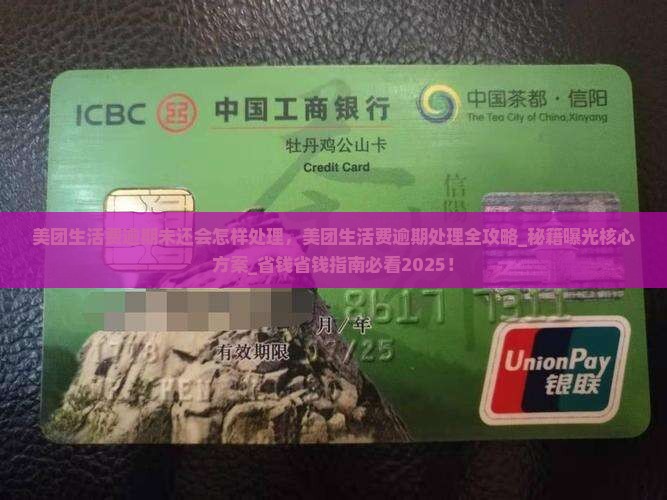 ICBC 中国工商银行
中国茶都·信阳
The Tea City of China,Xinyang
牡丹鸡公山卡
Credit Card
美团生活费逾期未还会怎样处理，美团生活费逾期处理全攻略_秘籍曝光核心
方案_省钱省钱指南必看2025！
8617
月/年
有效期限
/25
UnionPay
银联